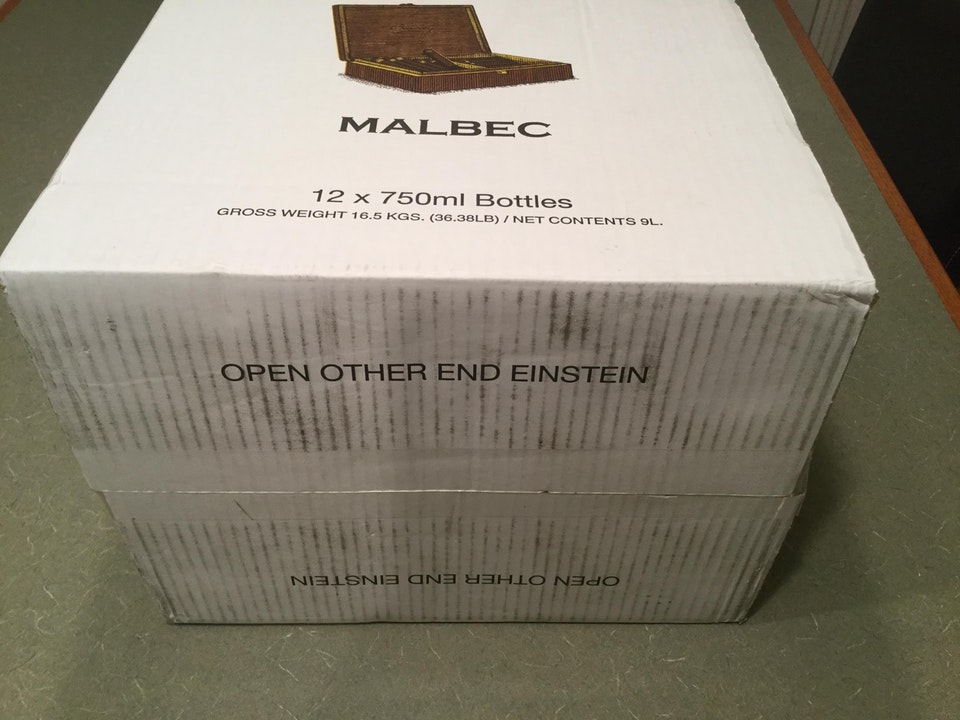 MALBEC
12 x 750ml Bottles
GROSS WEIGHT 16.5 KGS. (36.38LB) / NET CONTENTS 9L.
OPEN OTHER END EINSTEIN
OPEN OTHER END EINSTEIN